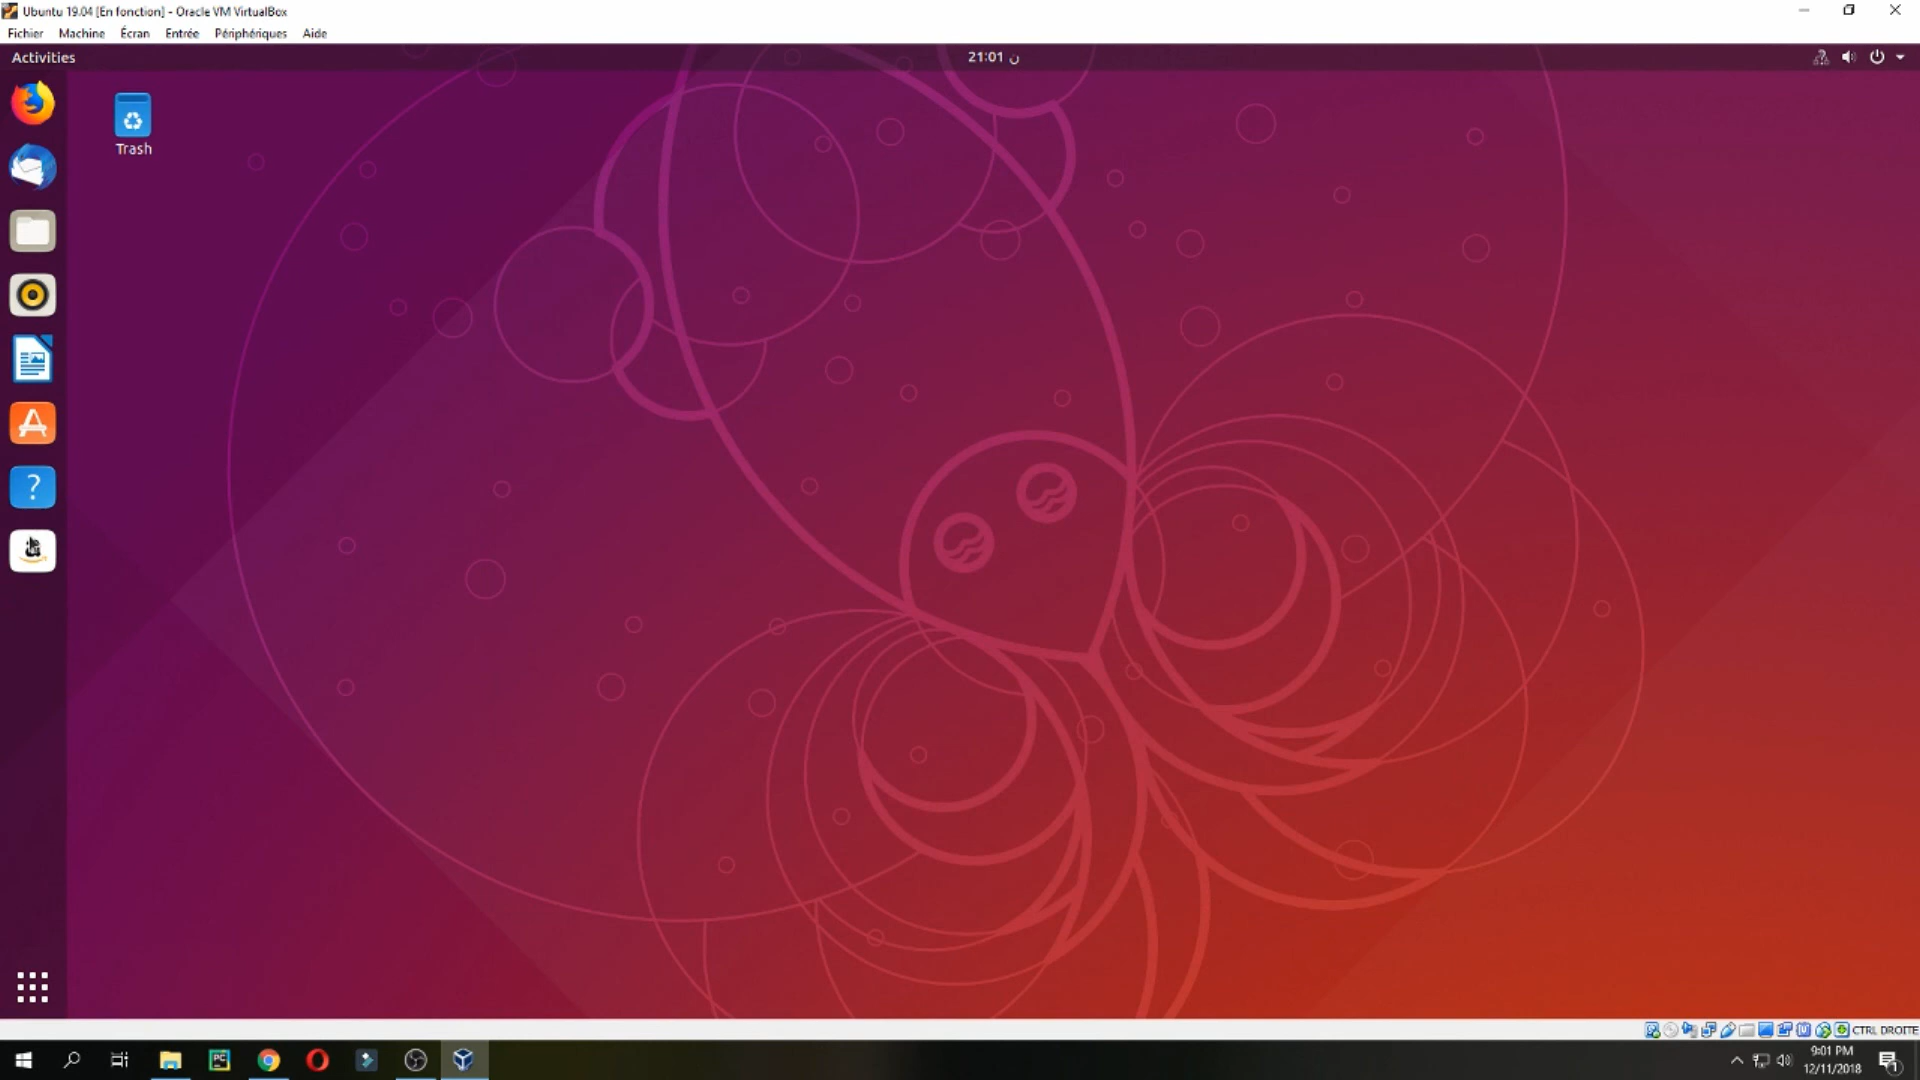 Ubuntu 19.04 [En fonction] - Oracle VM VirtualBox
Fichier Machine Écran Entrée Périphériques Aide
Activities
21:01 ن
Trash
CTRL DROITE
9:01 PM
12/11/2018